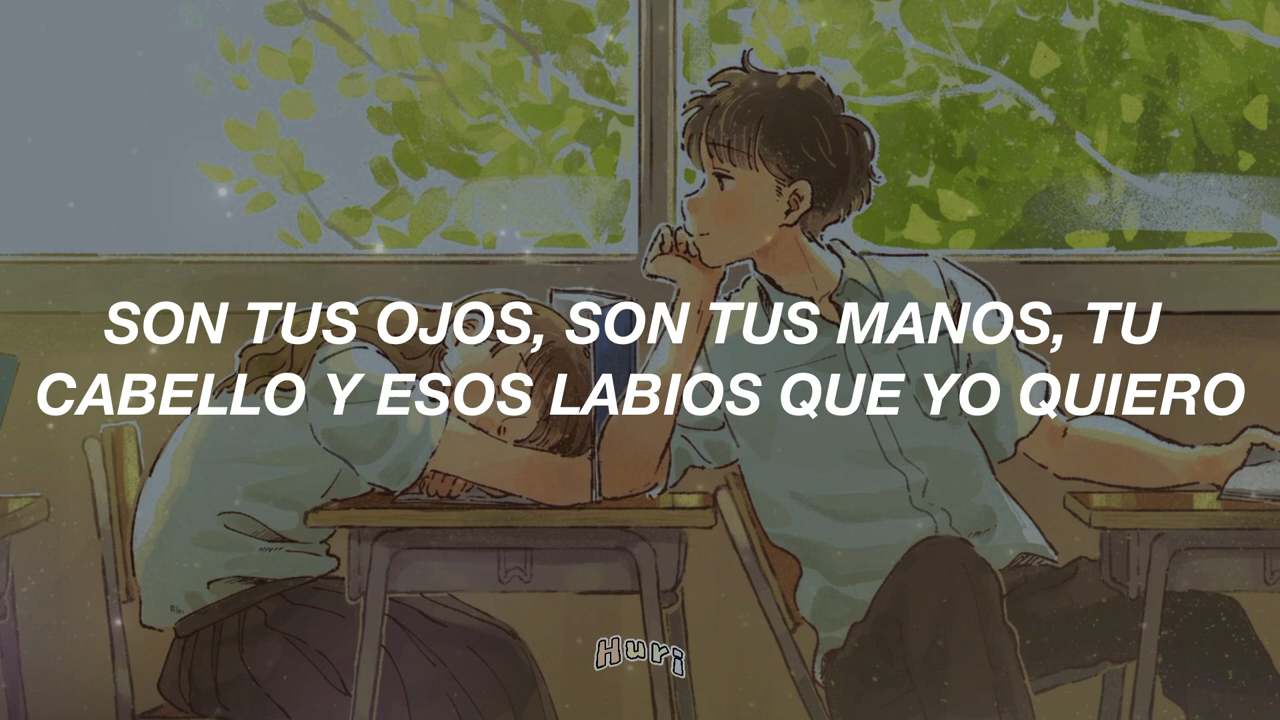 SON TUS OJOS, SON TUS MANOS, TU
CABELLO Y ESOS LABIOS QUE YO QUIERO
Huri